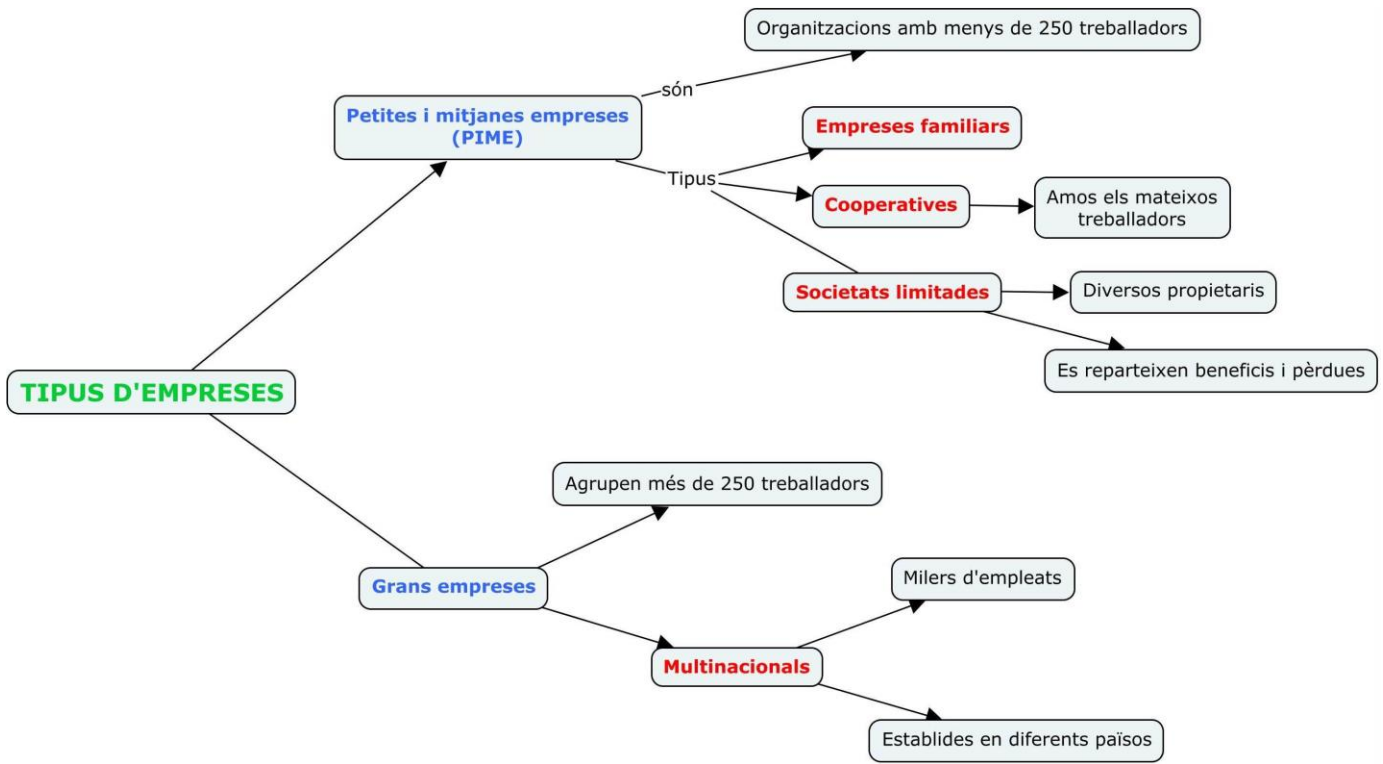 Organitzacions amb menys de 250 treballadors
són
Petites i mitjanes empreses
(PIME)
Empreses familiars
Tipus
Cooperatives
Amos els mateixos
treballadors
Societats limitades
Diversos propietaris
Es reparteixen beneficis i pèrdues
TIPUS D'EMPRESES
Agrupen més de 250 treballadors
Grans empreses
Milers d'empleats
Multinacionals
Establides en diferents països